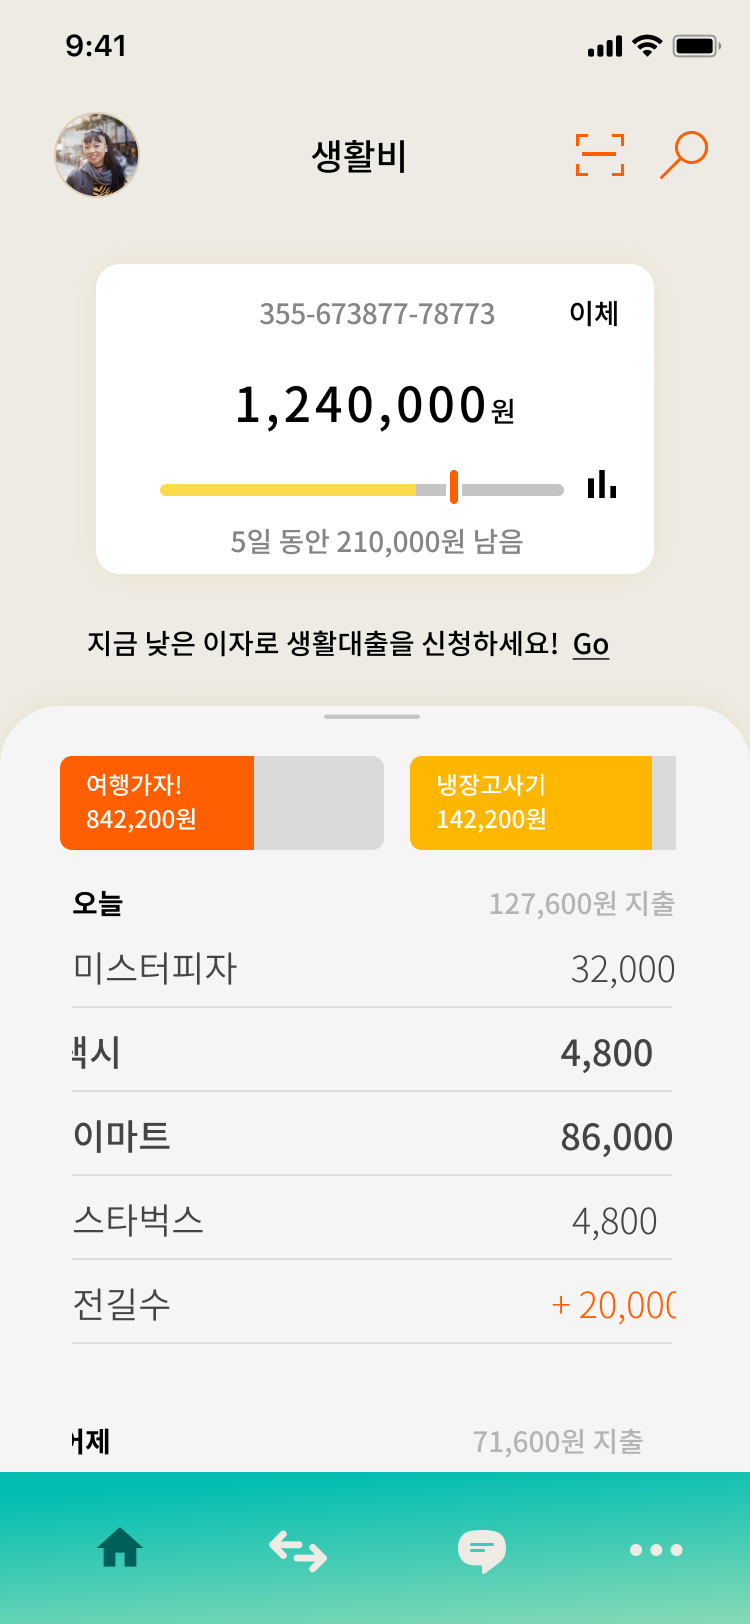 9:41
생활비
355-673877-78773 이체
1,240,000원
5일 동안 210,000원 남음
지금 낮은 이자로 생활대출을 신청하세요! Go
여행가자!
842,200원
냉장고사기
142,200원
오늘 127,600원 지출
미스터피자 32,000
택시 4,800
이마트 86,000
스타벅스 4,800
전길수 + 20,000
어제 71,600원 지출